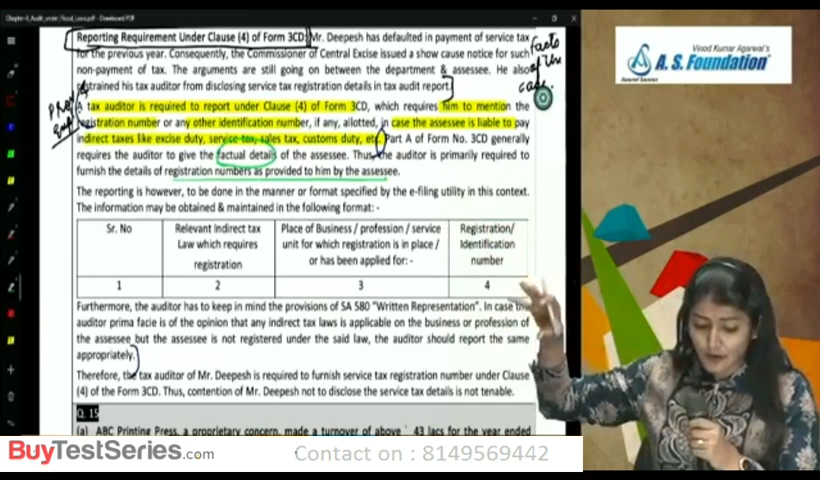 Chapter-4_Audit_under_Fiscal_Laws.pdf - Drawboard PDF
Reporting Requirement Under Clause (4) of Form 3CD: Mr. Deepesh has defaulted in payment of service tax
for the previous year. Consequently, the Commissioner of Central Excise issued a show cause notice for such
non-payment of tax. The arguments are still going on between the department & assessee. He also
restrained his tax auditor from disclosing service tax registration details in tax audit report.
Facts
of the
case
A tax auditor is required to report under Clause (4) of Form 3CD, which requires him to mention the
registration number or any other identification number, if any, allotted, in case the assessee is liable to pay
indirect taxes like excise duty, service tax, sales tax, customs duty, etc. Part A of Form No. 3CD generally
requires the auditor to give the factual details of the assessee. Thus, the auditor is primarily required to
furnish the details of registration numbers as provided to him by the assessee.
The reporting is however, to be done in the manner or format specified by the e-filing utility in this context.
The information may be obtained & maintained in the following format: -
Sr. No
Relevant Indirect tax
Law which requires
registration
Place of Business / profession / service
unit for which registration is in place /
or has been applied for: -
Registration/
Identification
number
1 2 3 4
Furthermore, the auditor has to keep in mind the provisions of SA 580 "Written Representation". In case the
auditor prima facie is of the opinion that any indirect tax laws is applicable on the business or profession of
the assessee but the assessee is not registered under the said law, the auditor should report the same
appropriately.
Therefore, the tax auditor of Mr. Deepesh is required to furnish service tax registration number under Clause
(4) of the Form 3CD. Thus, contention of Mr. Deepesh not to disclose the service tax details is not tenable.
Q. 15
(a) ABC Printing Press, a proprietary concern, made a turnover of above ` 43 lacs for the year ended
Vinod Kumar Agarwal's
A. S. Foundation
BuyTestSeries.com
Contact on : 8149569442